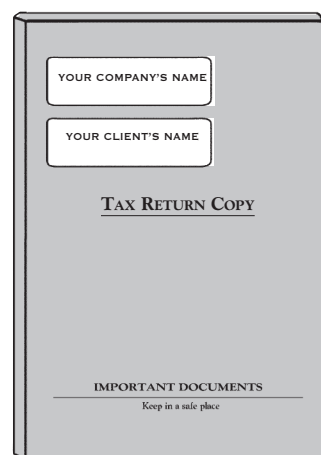 YOUR COMPANY'S NAME
YOUR CLIENT'S NAME
TAX RETURN COPY
IMPORTANT DOCUMENTS
Keep in a safe place